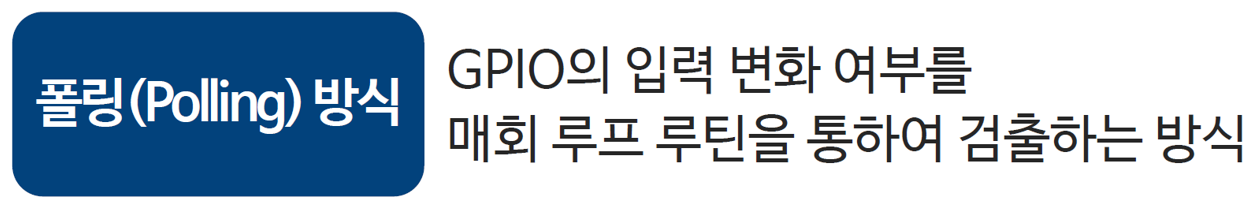 폴링(Polling) 방식
GPIO의 입력 변화 여부를
매회 루프 루틴을 통하여 검출하는 방식